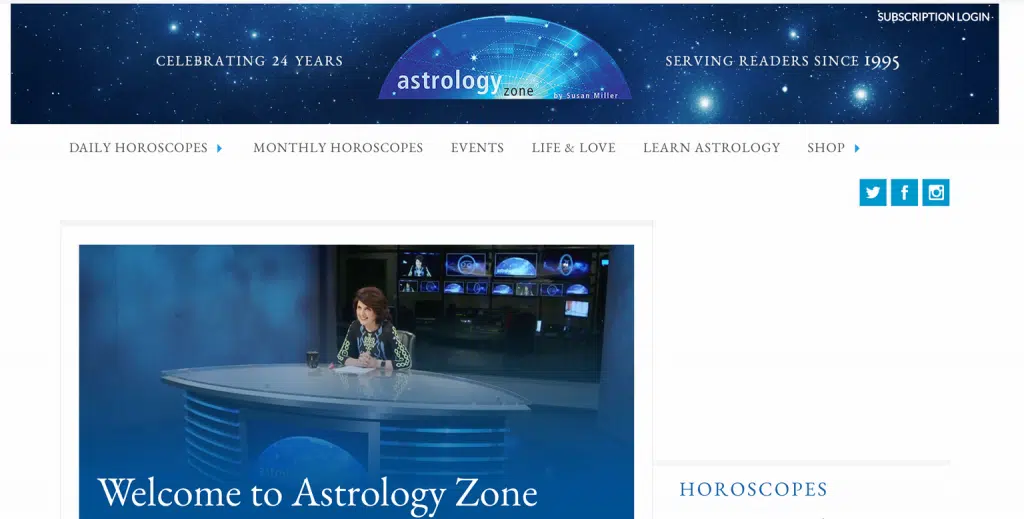 SUBSCRIPTION LOGIN
CELEBRATING 24 YEARS
astrology zone
by Susan Miller
SERVING READERS SINCE 1995
DAILY HOROSCOPES
MONTHLY HOROSCOPES
EVENTS
LIFE & LOVE
LEARN ASTROLOGY
SHOP
Welcome to Astrology Zone
HOROSCOPES